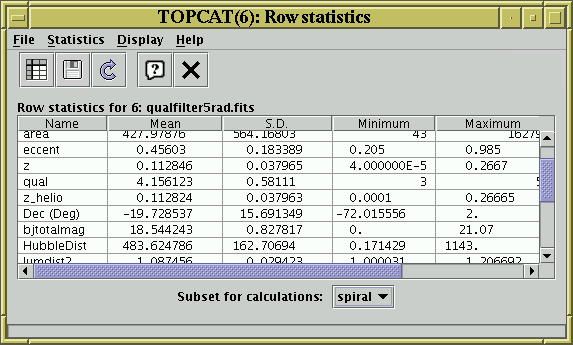 TOPCAT(6): Row statistics
File Statistics Display Help
Row statistics for 6: qualfilter5rad.fits
Name Mean S.D. Minimum Maximum
area 427.97876 564.16803 43 16279
eccent 0.45603 0.183389 0.205 0.985
z 0.112846 0.037965 4.000000E-5 0.2667
qual 4.156123 0.58111 3 5
z_helio 0.112824 0.037963 0.0001 0.26665
Dec (Deg) -19.728537 15.691349 -72.015556 2.
bjtotalmag 18.544243 0.827817 0. 21.07
HubbleDist 483.624786 162.70694 0.171429 1143.
lumdist2 1.087456 0.029423 1.000031 1.206692
Subset for calculations: spiral